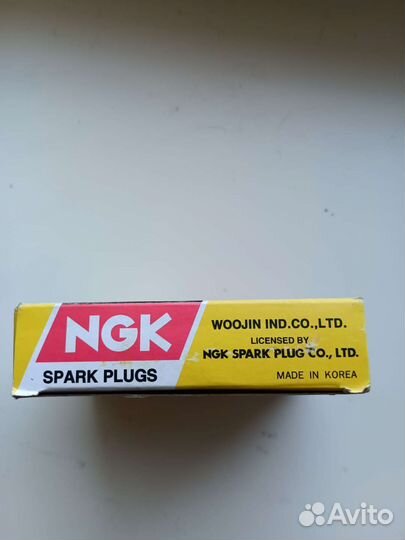 NGK
SPARK PLUGS
WOOJIN IND.CO.,LTD.
LICENSED BY
NGK SPARK PLUG CO., LTD.
MADE IN KOREA
Avito